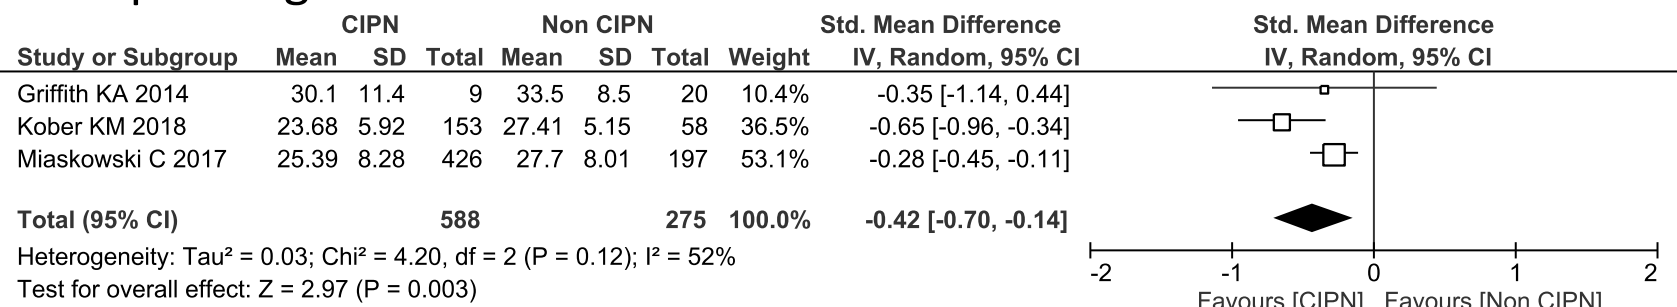 CIPN Non CIPN Std. Mean Difference Std. Mean Difference
Study or Subgroup Mean SD Total Mean SD Total Weight IV, Random, 95% CI IV, Random, 95% CI
Griffith KA 2014 30.1 11.4 9 33.5 8.5 20 10.4% -0.35 [-1.14, 0.44]
Kober KM 2018 23.68 5.92 153 27.41 5.15 58 36.5% -0.65 [-0.96, -0.34]
Miaskowski C 2017 25.39 8.28 426 27.7 8.01 197 53.1% -0.28 [-0.45, -0.11]
Total (95% CI) 588 275 100.0% -0.42 [-0.70, -0.14]
Heterogeneity: Tau² = 0.03; Chi² = 4.20, df = 2 (P = 0.12); I² = 52%
Test for overall effect: Z = 2.97 (P = 0.003)
-2 -1 0 1 2
Favours [CIPN] Favours [Non CIPN]